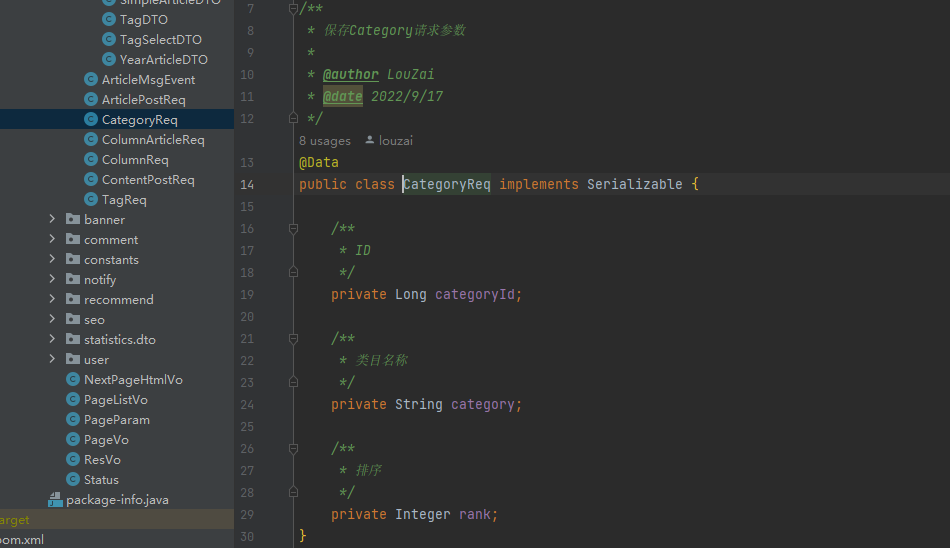 SimpleArticleDTO
TagDTO
TagSelectDTO
YearArticleDTO
ArticleMsgEvent
ArticlePostReq
CategoryReq
ColumnArticleReq
ColumnReq
ContentPostReq
TagReq
banner
comment
constants
notify
recommend
seo
statistics.dto
user
NextPageHtmlVo
PageListVo
PageParam
PageVo
ResVo
Status
package-info.java
arget
pom.xml
7 /**
8 * 保存Category请求参数
9 *
10 * @author LouZai
11 * @date 2022/9/17
12 */
8 usages louzai
13 @Data
14 public class CategoryReq implements Serializable {
15
16 /**
17 * ID
18 */
19 private Long categoryId;
20
21 /**
22 * 类目名称
23 */
24 private String category;
25
26 /**
27 * 排序
28 */
29 private Integer rank;
30 }